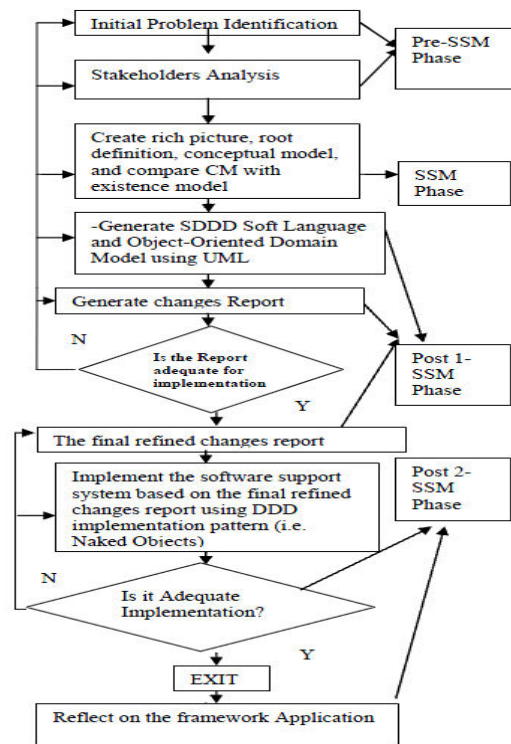 Initial Problem Identification
Pre-SSM
Phase
Stakeholders Analysis
Create rich picture, root
definition, conceptual model,
and compare CM with
existence model
SSM
Phase
-Generate SDDD Soft Language
and Object-Oriented Domain
Model using UML
Generate changes Report
N
Is the Report
adequate for
implementation
Post 1-
SSM
Phase
Y
The final refined changes report
Implement the software support
system based on the final refined
changes report using DDD
implementation pattern (i.e.
Naked Objects)
Post 2-
SSM
Phase
N
Is it Adequate
Implementation?
Y
EXIT
Reflect on the framework Application